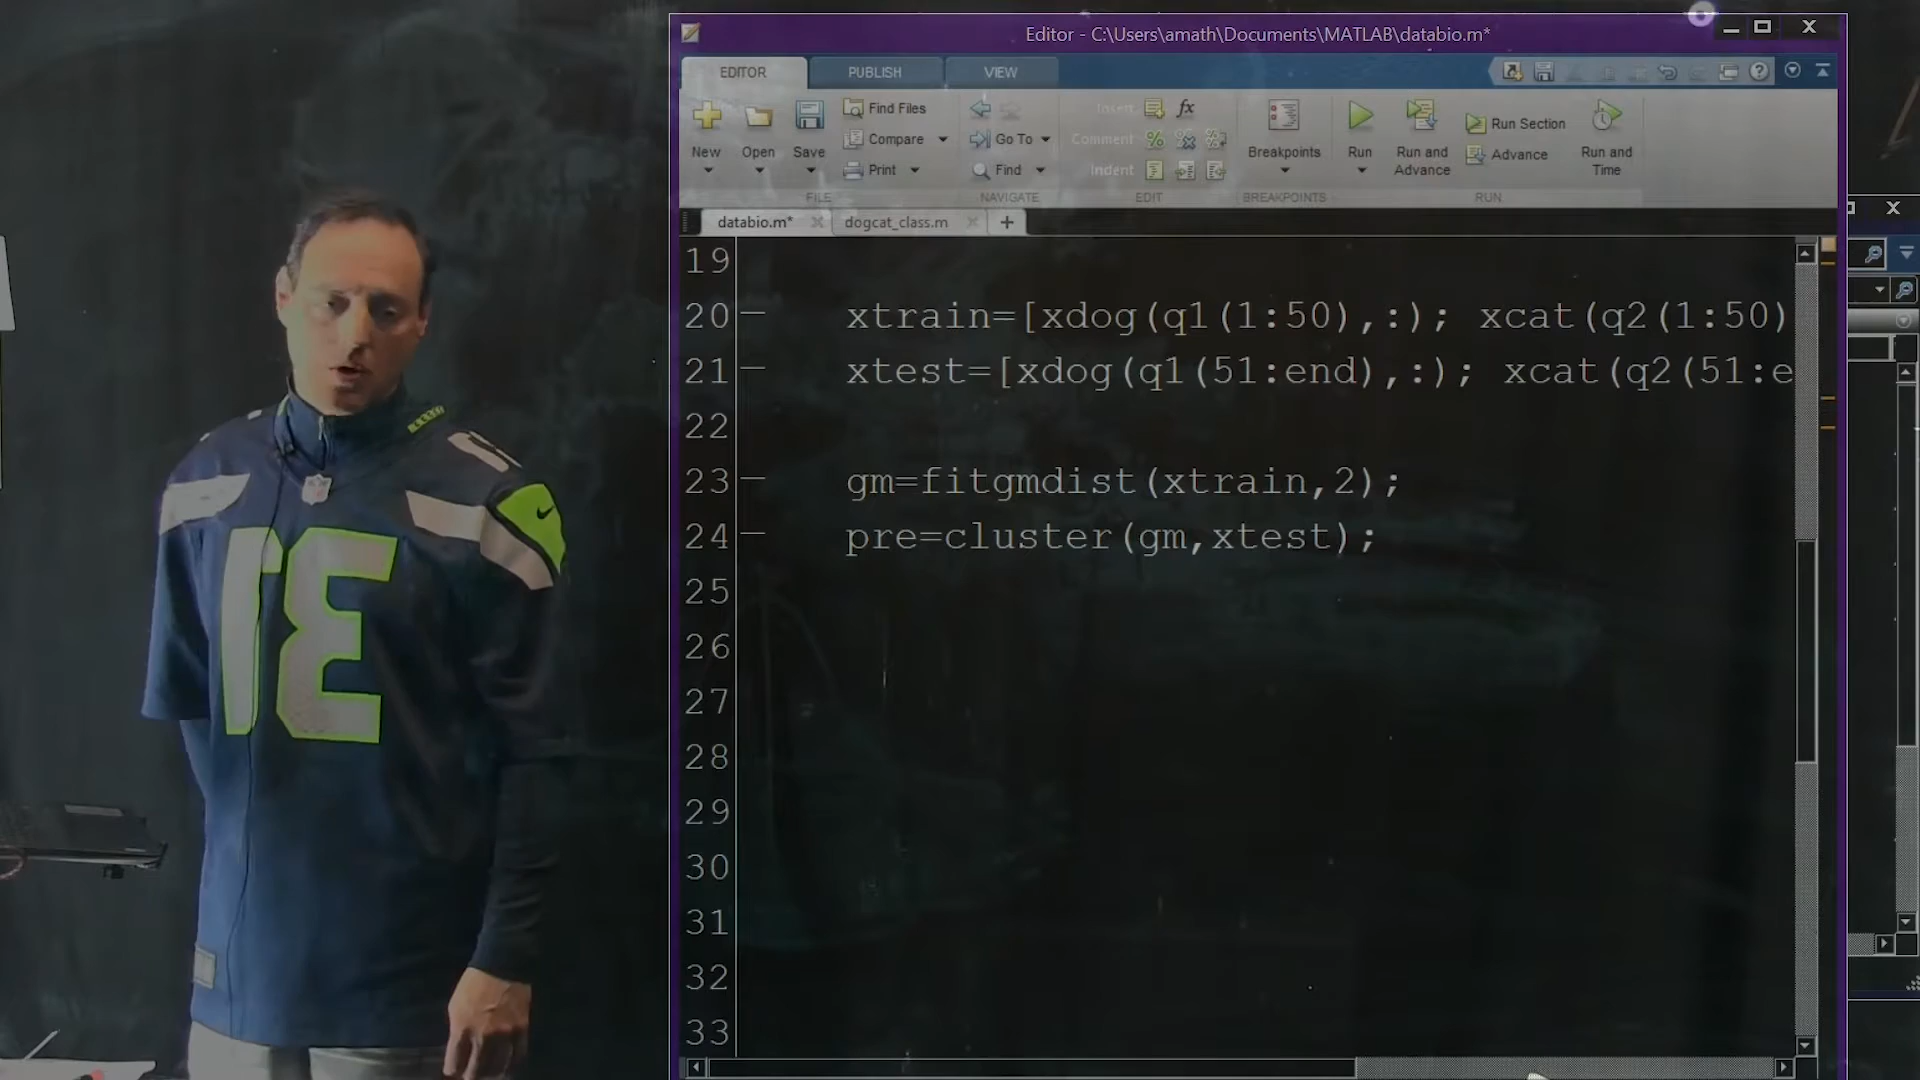 Editor - C:\Users\amath\Documents\MATLAB\databio.m*
EDITOR PUBLISH VIEW
New Open Save Find Files Compare Print
Go To Find
Insert fx
Comment
Indent
Breakpoints Run Run and Advance Run Section Advance Run and Time
FILE NAVIGATE EDIT BREAKPOINTS RUN
databio.m* dogcat_class.m
19
20 xtrain=[xdog(q1(1:50),:); xcat(q2(1:50)
21 xtest=[xdog(q1(51:end),:); xcat(q2(51:e
22
23 gm=fitgmdist(xtrain,2);
24 pre=cluster(gm,xtest);
25
26
27
28
29
30
31
32
33